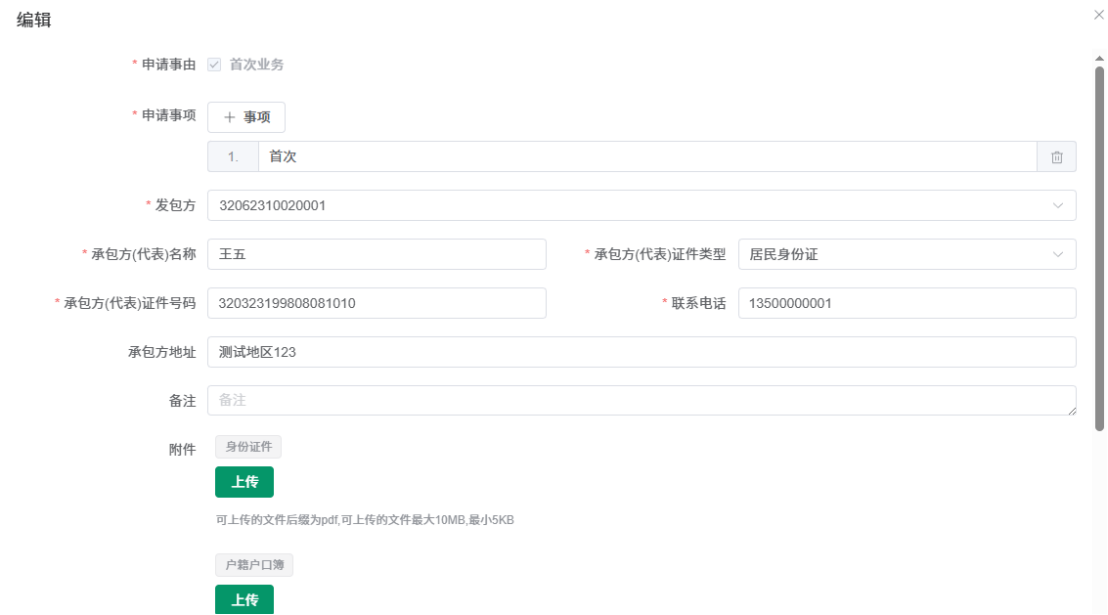 编辑
* 申请事由 首次业务
* 申请事项 + 事项
1. 首次
* 发包方 32062310020001
* 承包方(代表)名称 王五 * 承包方(代表)证件类型 居民身份证
* 承包方(代表)证件号码 320323199808081010 * 联系电话 13500000001
承包方地址 测试地区123
备注 备注
附件 身份证件
上传
可上传的文件后缀为pdf,可上传的文件最大10MB,最小5KB
户籍户口簿
上传